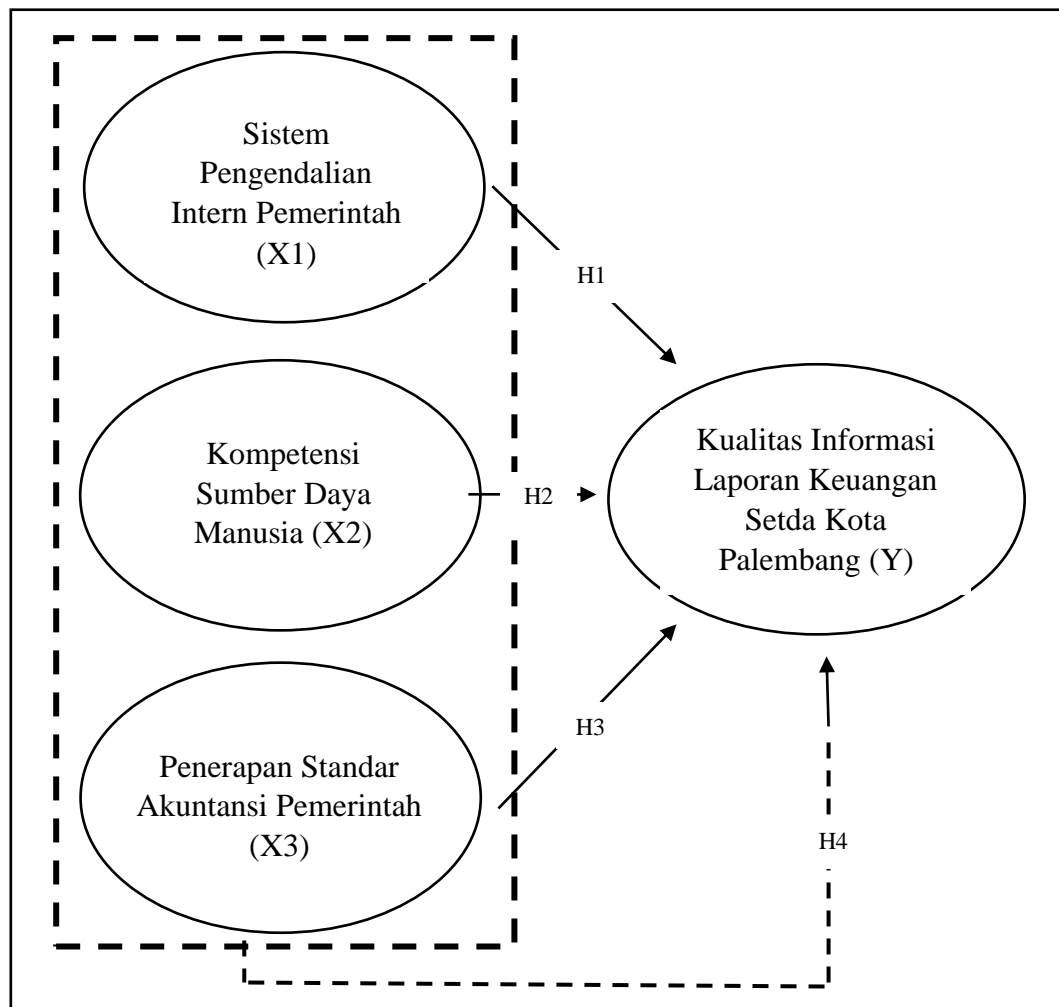 Sistem
Pengendalian
Intern Pemerintah
(X1)
H1
Kompetensi
Sumber Daya
Manusia (X2)
H2
Kualitas Informasi
Laporan Keuangan
Setda Kota
Palembang (Y)
Penerapan Standar
Akuntansi Pemerintah
(X3)
H3
H4